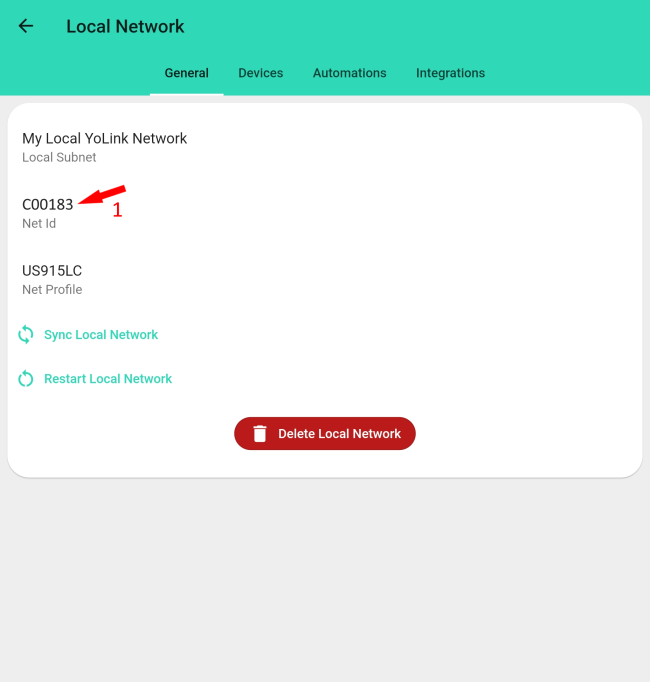 Local Network
General Devices Automations Integrations
My Local YoLink Network
Local Subnet
C00183
1
Net Id
US915LC
Net Profile
Sync Local Network
Restart Local Network
Delete Local Network